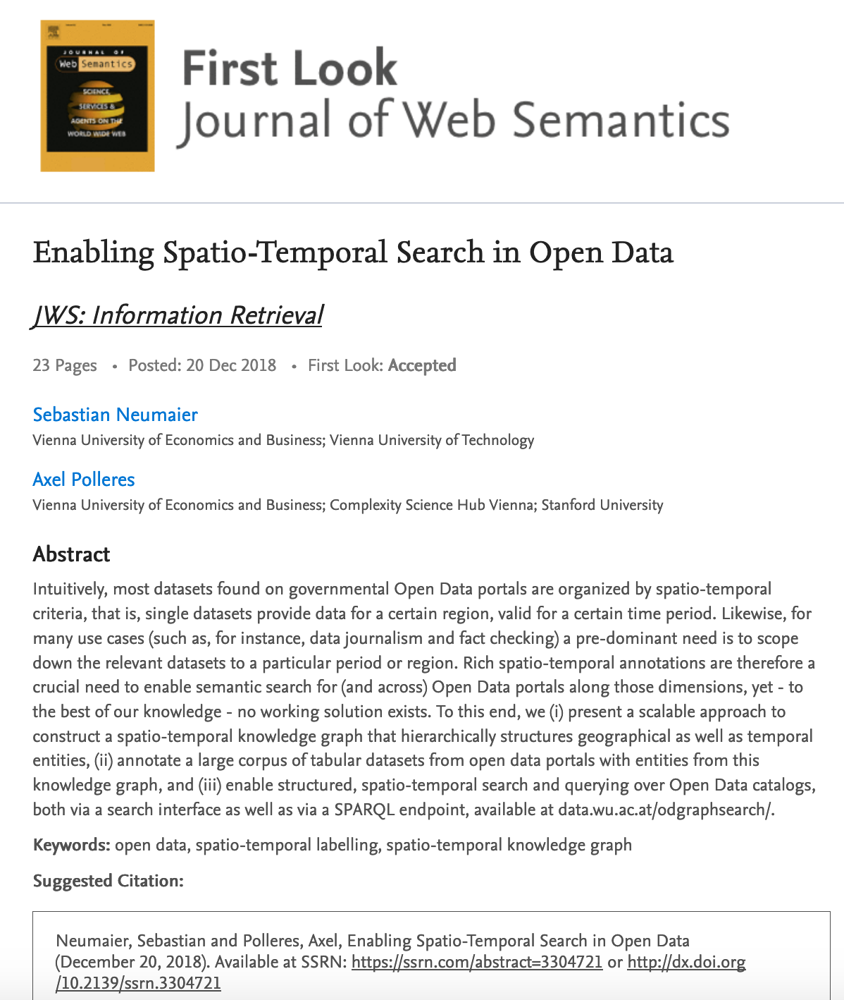 JOURNAL OF
Web Semantics
SCIENCE,
SERVICES &
AGENTS ON THE
WORLD WIDE WEB
First Look
Journal of Web Semantics
Enabling Spatio-Temporal Search in Open Data
JWS: Information Retrieval
23 Pages • Posted: 20 Dec 2018 • First Look: Accepted
Sebastian Neumaier
Vienna University of Economics and Business; Vienna University of Technology
Axel Polleres
Vienna University of Economics and Business; Complexity Science Hub Vienna; Stanford University
Abstract
Intuitively, most datasets found on governmental Open Data portals are organized by spatio-temporal
criteria, that is, single datasets provide data for a certain region, valid for a certain time period. Likewise, for
many use cases (such as, for instance, data journalism and fact checking) a pre-dominant need is to scope
down the relevant datasets to a particular period or region. Rich spatio-temporal annotations are therefore a
crucial need to enable semantic search for (and across) Open Data portals along those dimensions, yet - to
the best of our knowledge - no working solution exists. To this end, we (i) present a scalable approach to
construct a spatio-temporal knowledge graph that hierarchically structures geographical as well as temporal
entities, (ii) annotate a large corpus of tabular datasets from open data portals with entities from this
knowledge graph, and (iii) enable structured, spatio-temporal search and querying over Open Data catalogs,
both via a search interface as well as via a SPARQL endpoint, available at data.wu.ac.at/odgraphsearch/.
Keywords: open data, spatio-temporal labelling, spatio-temporal knowledge graph
Suggested Citation:
Neumaier, Sebastian and Polleres, Axel, Enabling Spatio-Temporal Search in Open Data
(December 20, 2018). Available at SSRN: https://ssrn.com/abstract=3304721 or http://dx.doi.org
/10.2139/ssrn.3304721